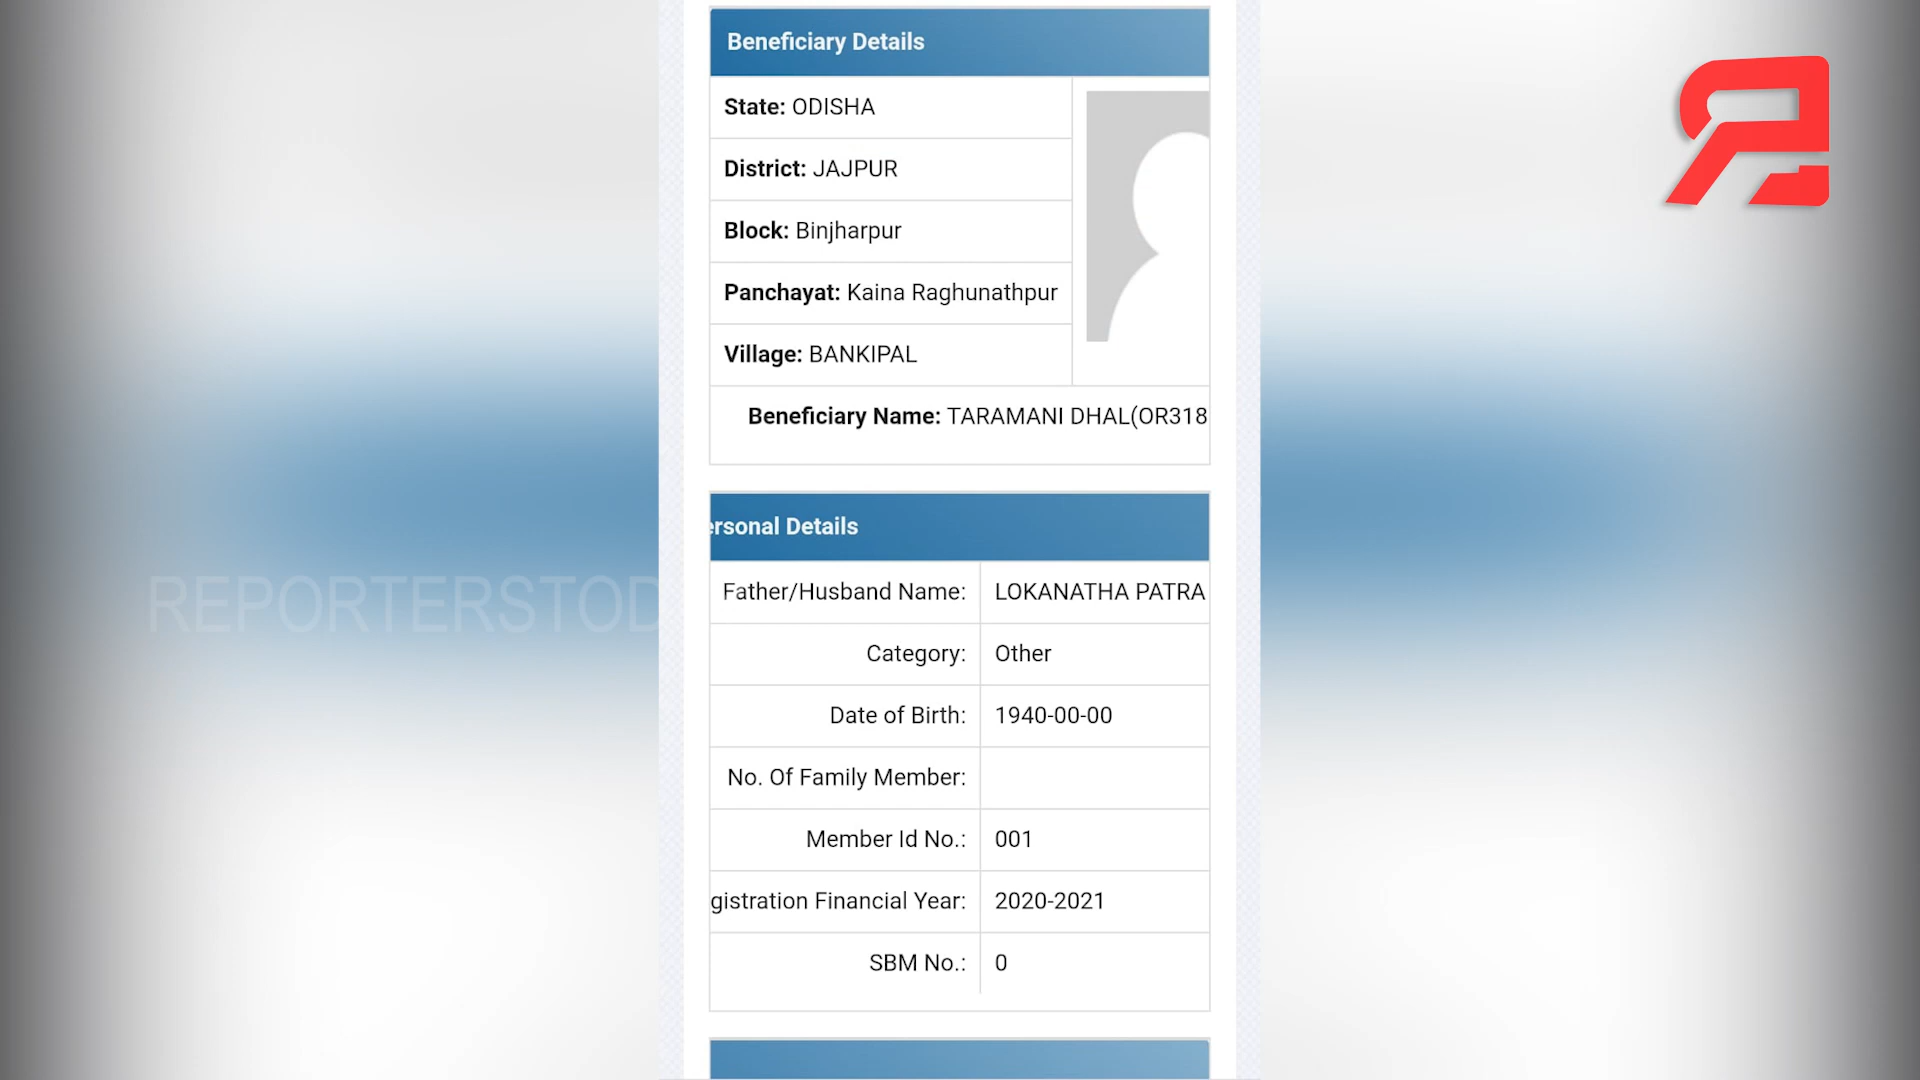 Beneficiary Details
State: ODISHA
District: JAJPUR
Block: Binjharpur
Panchayat: Kaina Raghunathpur
Village: BANKIPAL
Beneficiary Name: TARAMANI DHAL(OR318
ersonal Details
Father/Husband Name: LOKANATHA PATRA
Category: Other
Date of Birth: 1940-00-00
No. Of Family Member:
Member Id No.: 001
gistration Financial Year: 2020-2021
SBM No.: 0
REPORTERSTOD